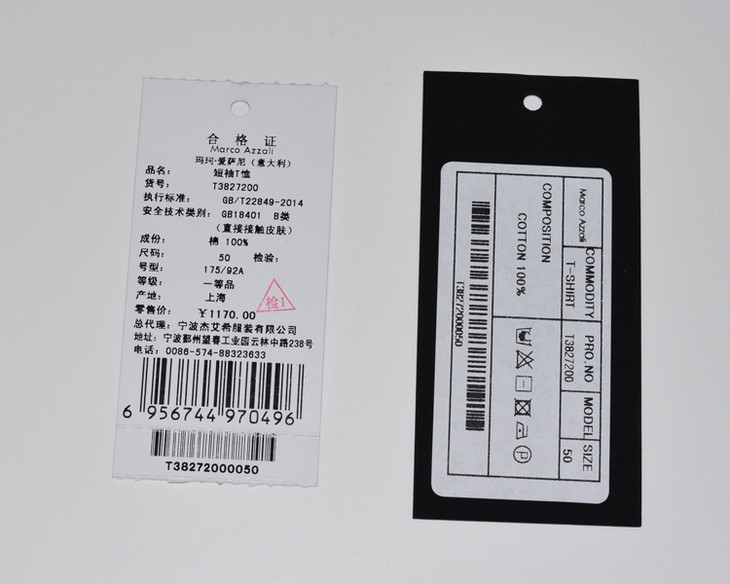 合格证
Marco Azzali
玛珂·爱萨尼(意大利)
品名: 短袖T恤
货号: T3827200
执行标准: GB/T22849-2014
安全技术类别: GB18401 B类
(直接接触皮肤)
成份: 棉 100%
尺码: 50 检验:
号型: 175/92A
等级: 一等品
检1
产地: 上海
零售价: ¥1170.00
总代理: 宁波杰艾希服装有限公司
地址: 宁波鄞州望春工业园云林中路238号
电话: 0086-574-88323633
6 956744 970496
T38272000050
Marco Azzali
COMMODITY PRO.NO MODEL SIZE
T-SHIRT T3827200 50
COMPOSITION
COTTON 100%
P
T38272000050